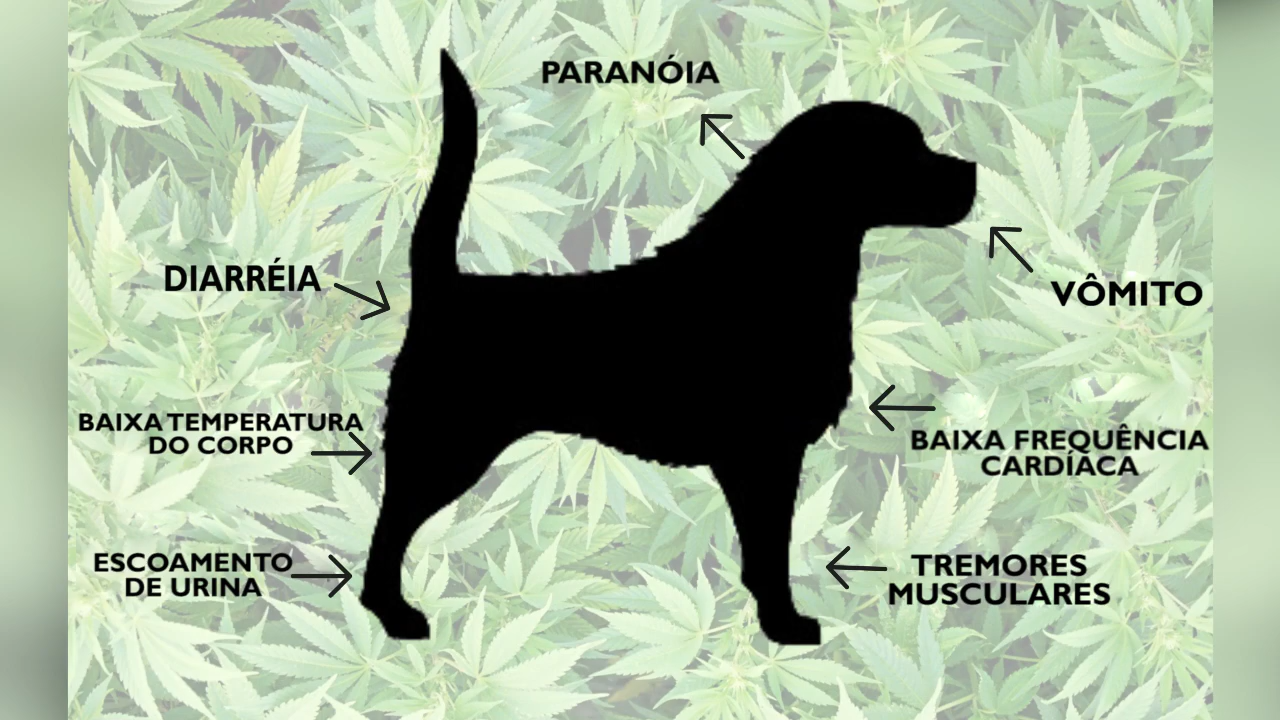 PARANÓIA
DIARRÉIA
VÔMITO
BAIXA TEMPERATURA
DO CORPO
BAIXA FREQUÊNCIA
CARDÍACA
ESCOAMENTO
DE URINA
TREMORES
MUSCULARES